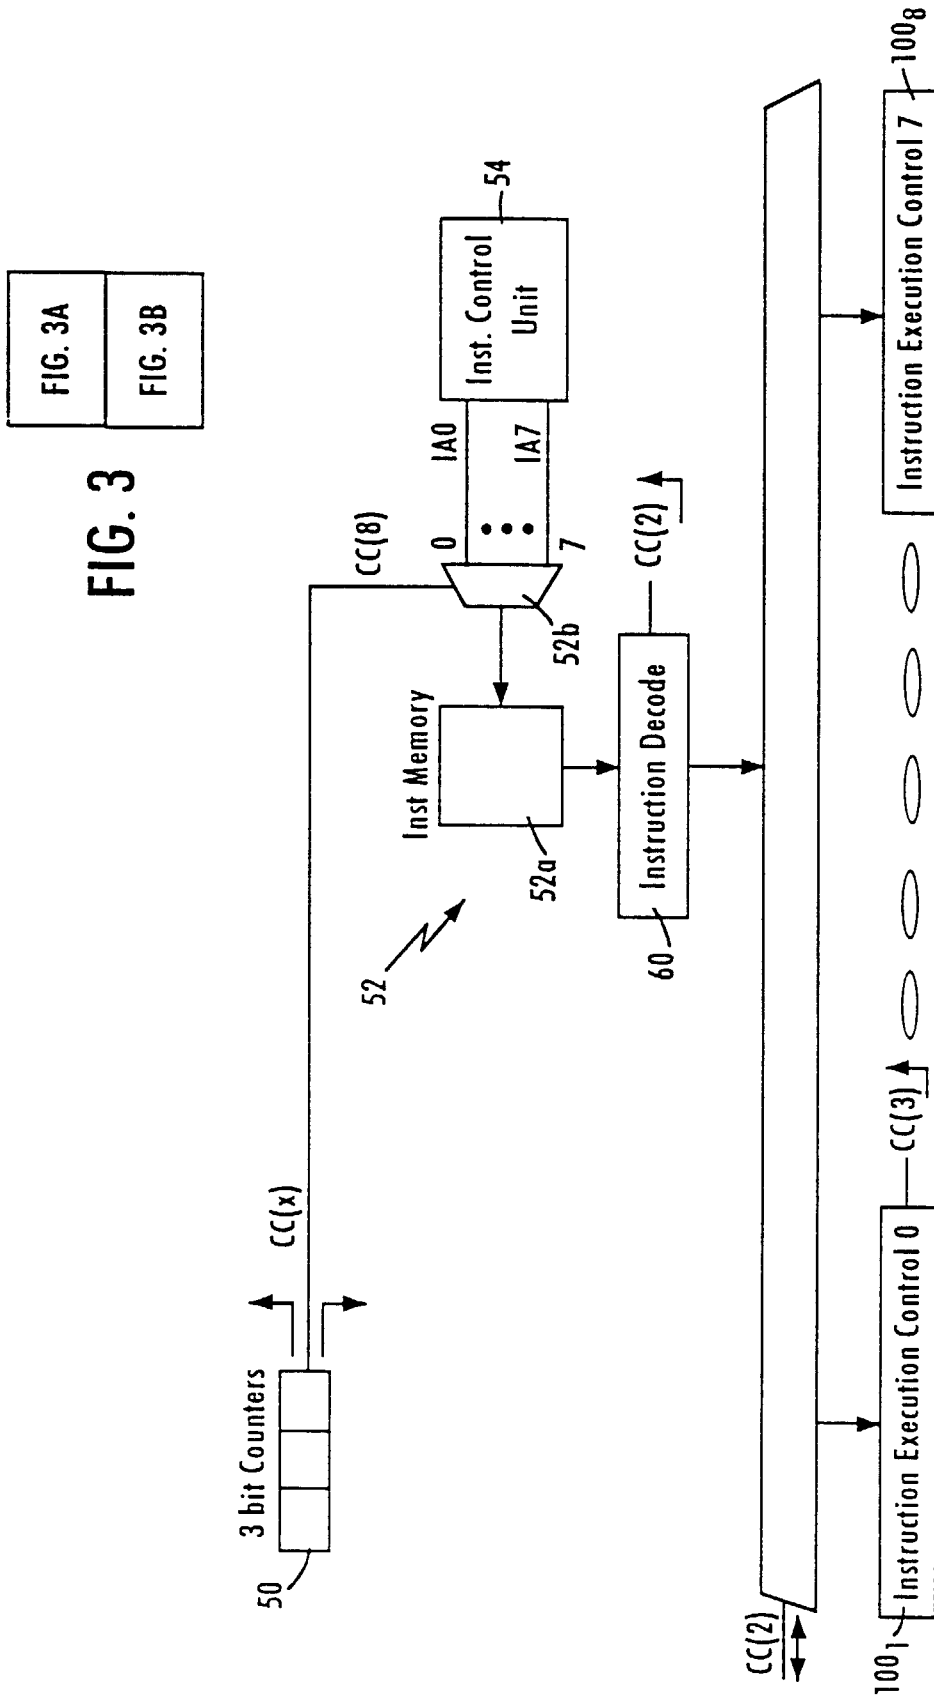 FIG. 3
FIG. 3A
FIG. 3B
3 bit Counters
50
CC(x)
CC(8)
52
Inst Memory
52a
52b
0
7
IA0
IA7
Inst. Control
Unit
54
60
Instruction Decode
CC(2)
CC(2)
100₁
Instruction Execution Control 0
CC(3)
Instruction Execution Control 7
100₈